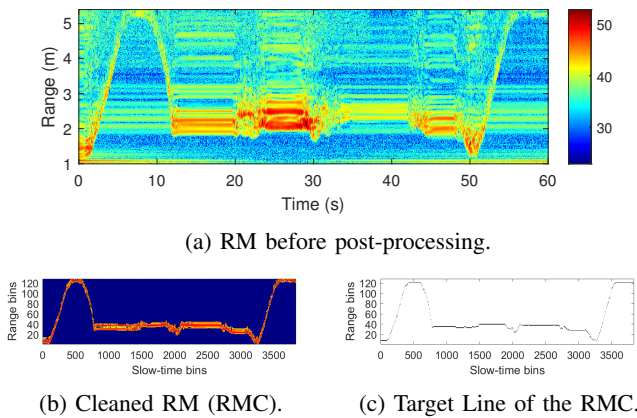 Range (m)
5
4
3
2
1
0 10 20 30 40 50 60
Time (s)
50
40
30
(a) RM before post-processing.
Range bins
120
100
80
60
40
20
0 500 1000 1500 2000 2500 3000 3500
Slow-time bins
(b) Cleaned RM (RMC).
Range bins
120
100
80
60
40
20
0 500 1000 1500 2000 2500 3000 3500
Slow-time bins
(c) Target Line of the RMC.